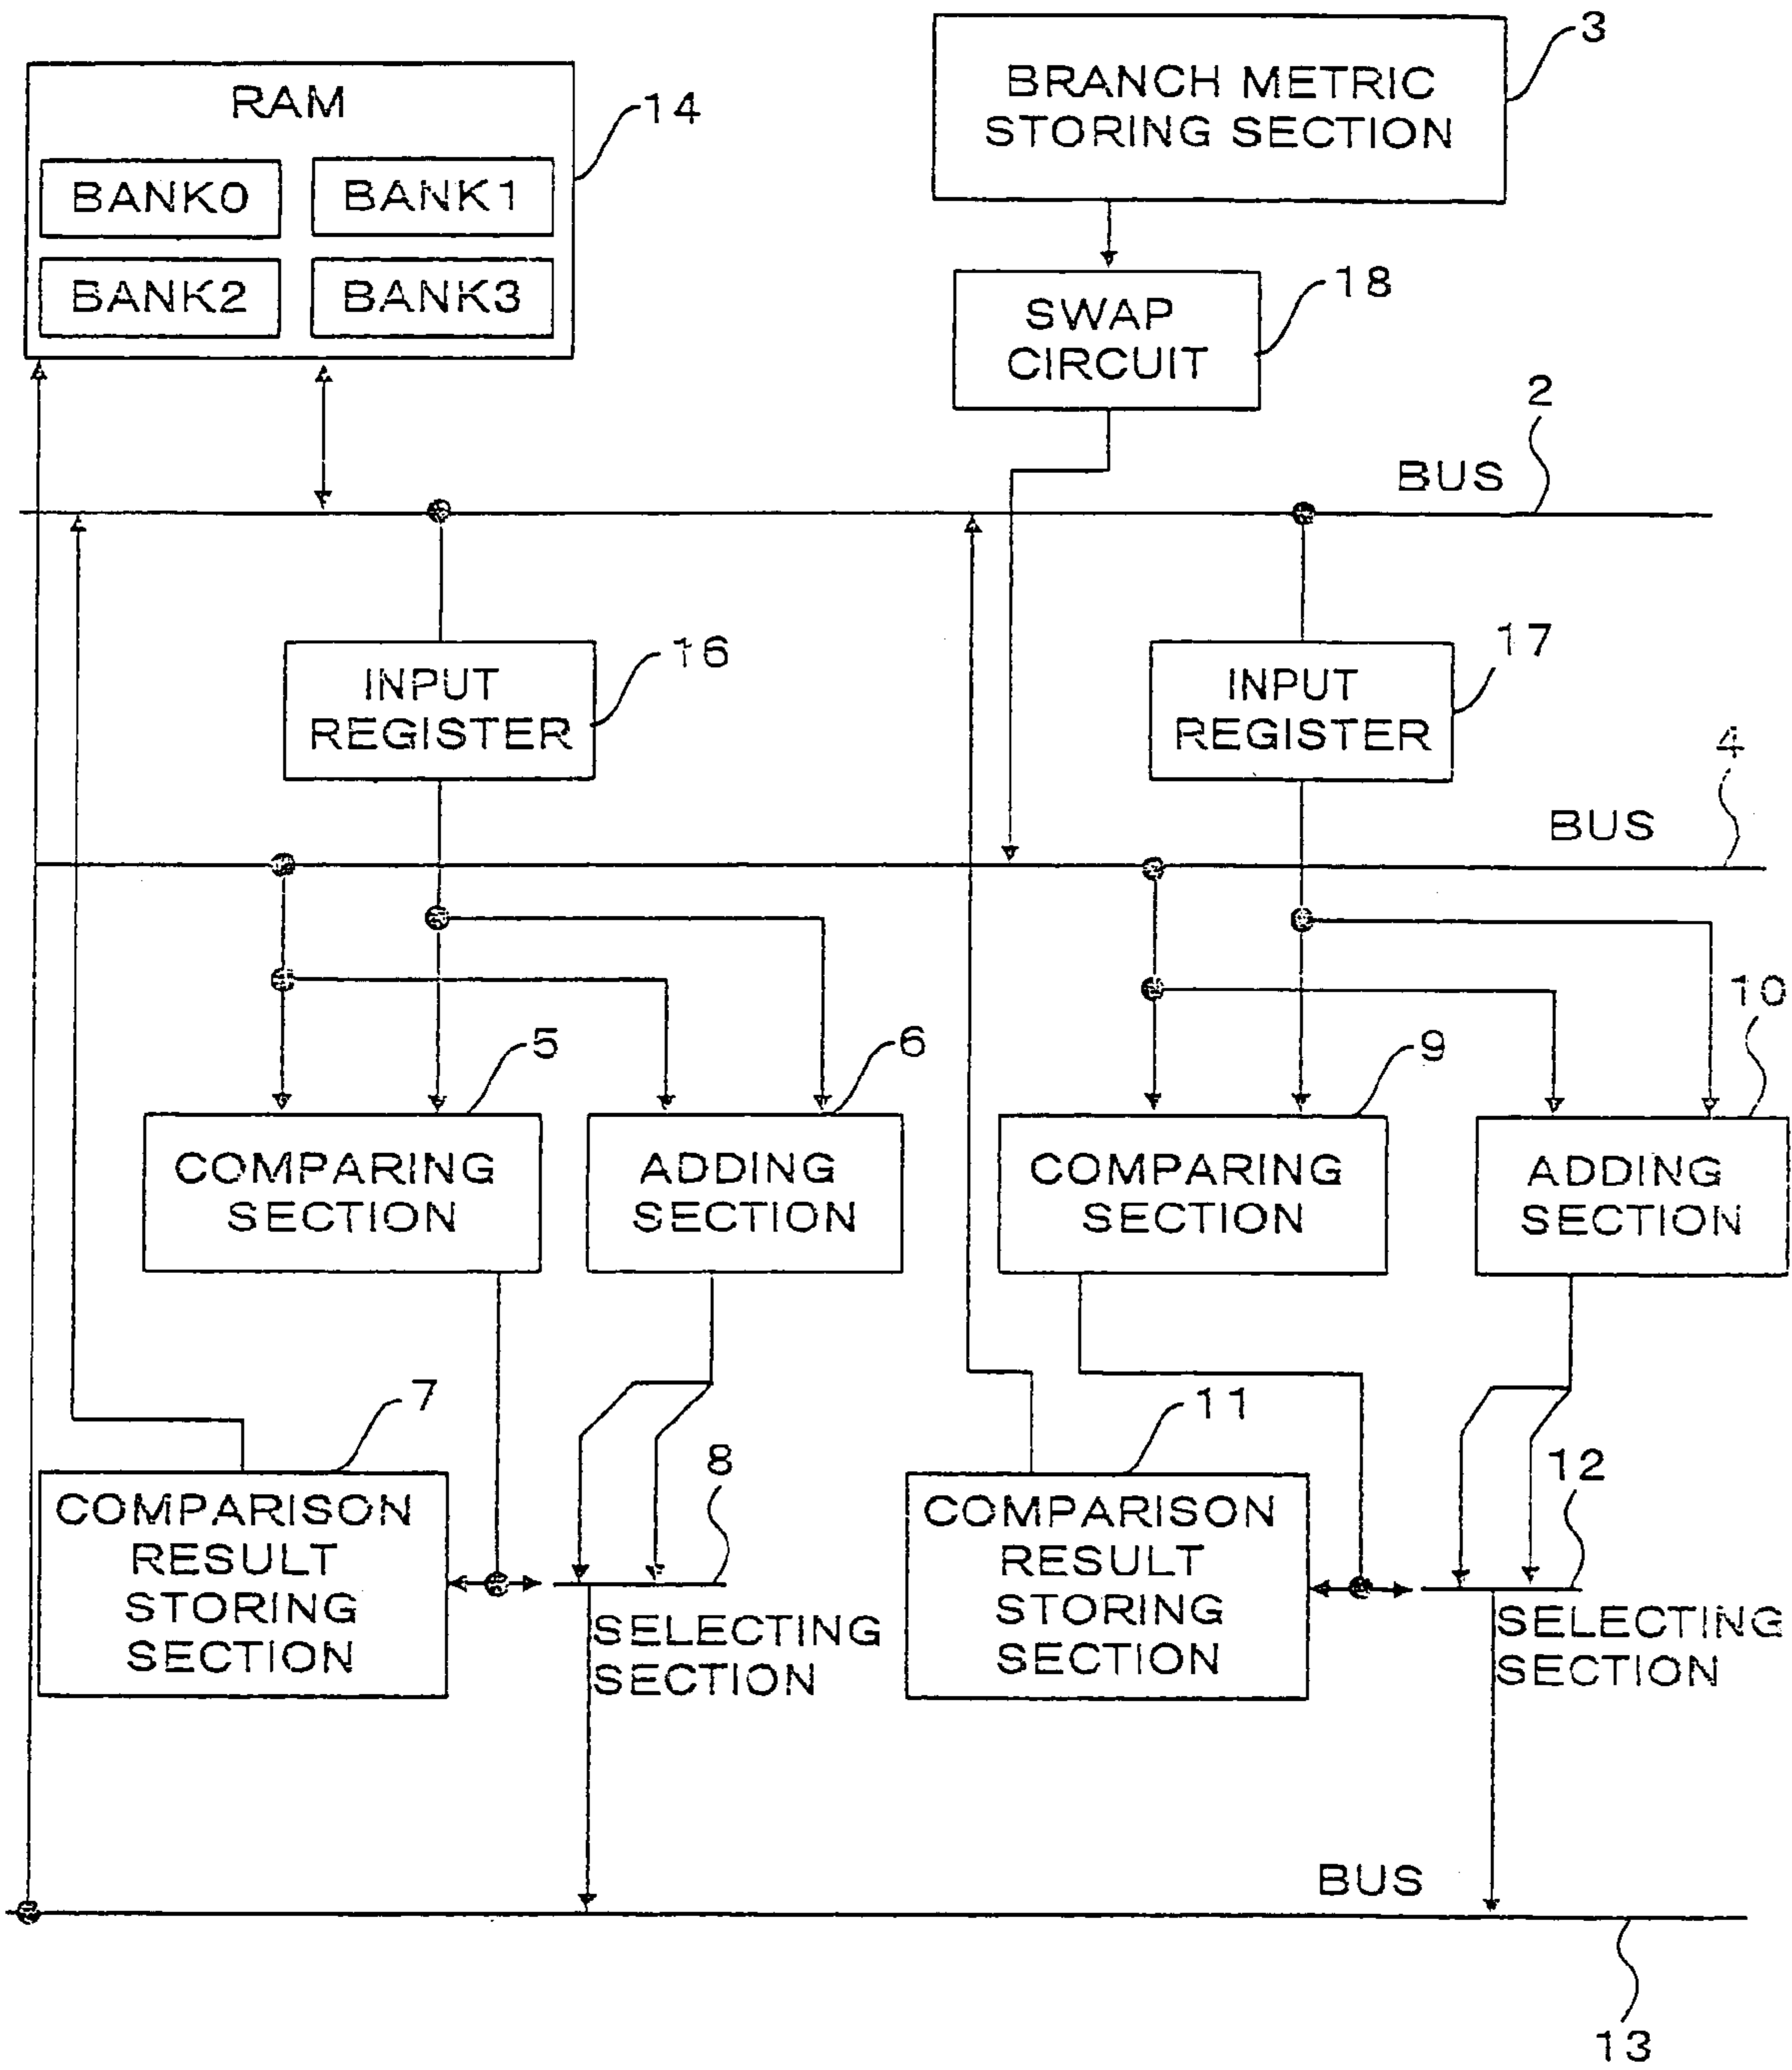 3
BRANCH METRIC
STORING SECTION
RAM
14
BANK0
BANK1
BANK2
BANK3
18
SWAP
CIRCUIT
2
BUS
16
INPUT
REGISTER
17
INPUT
REGISTER
4
BUS
5
6
9
10
COMPARING
SECTION
ADDING
SECTION
COMPARING
SECTION
ADDING
SECTION
7
8
11
12
COMPARISON
RESULT
STORING
SECTION
SELECTING
SECTION
COMPARISON
RESULT
STORING
SECTION
SELECTING
SECTION
BUS
13